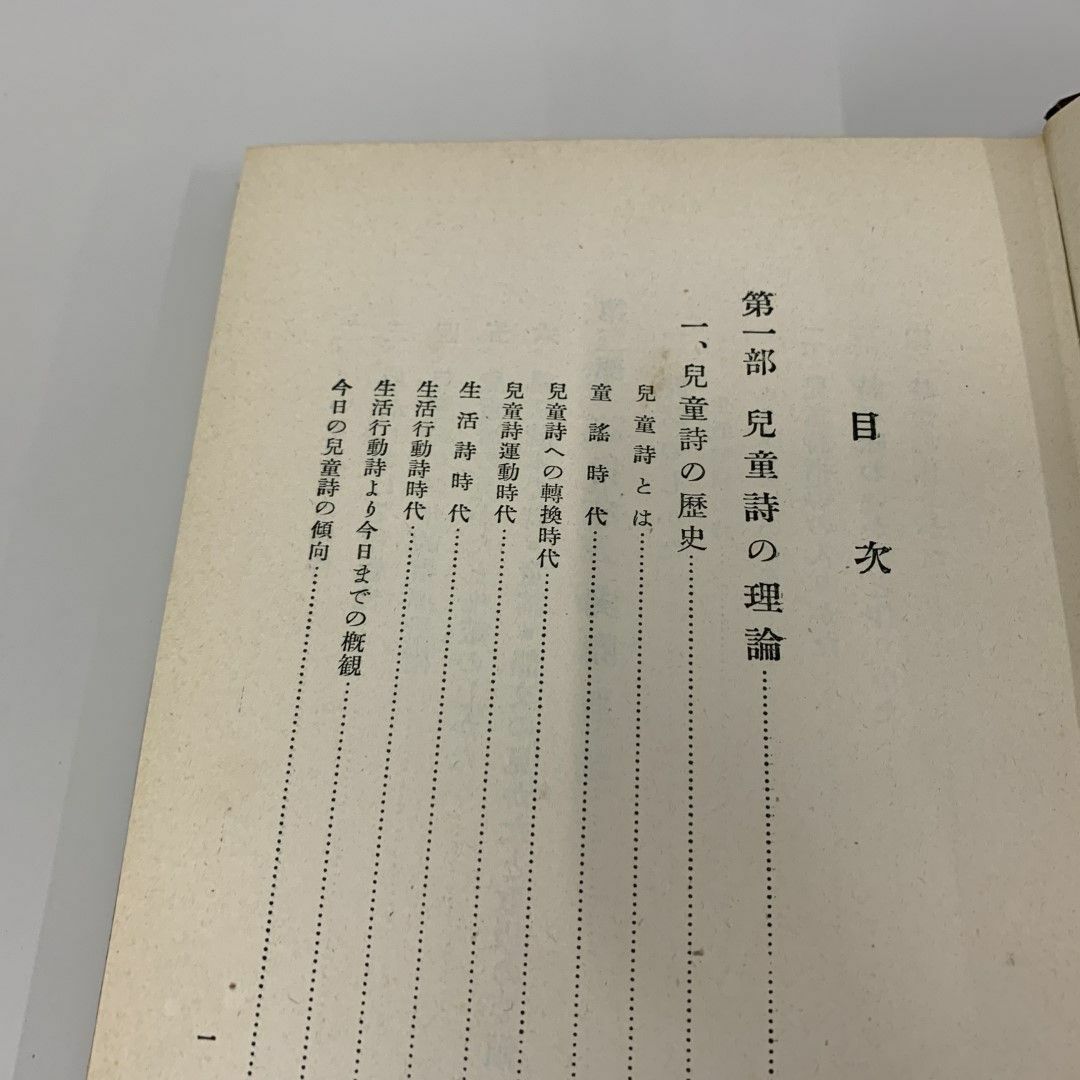 目次
第一部 兒童詩の理論
一、兒童詩の歷史
兒童詩とは
童謠時代
兒童詩への轉換時代
兒童詩運動時代
生活詩時代
生活行動詩時代
生活行動詩より今日までの概観
今日の兒童詩の傾向
一